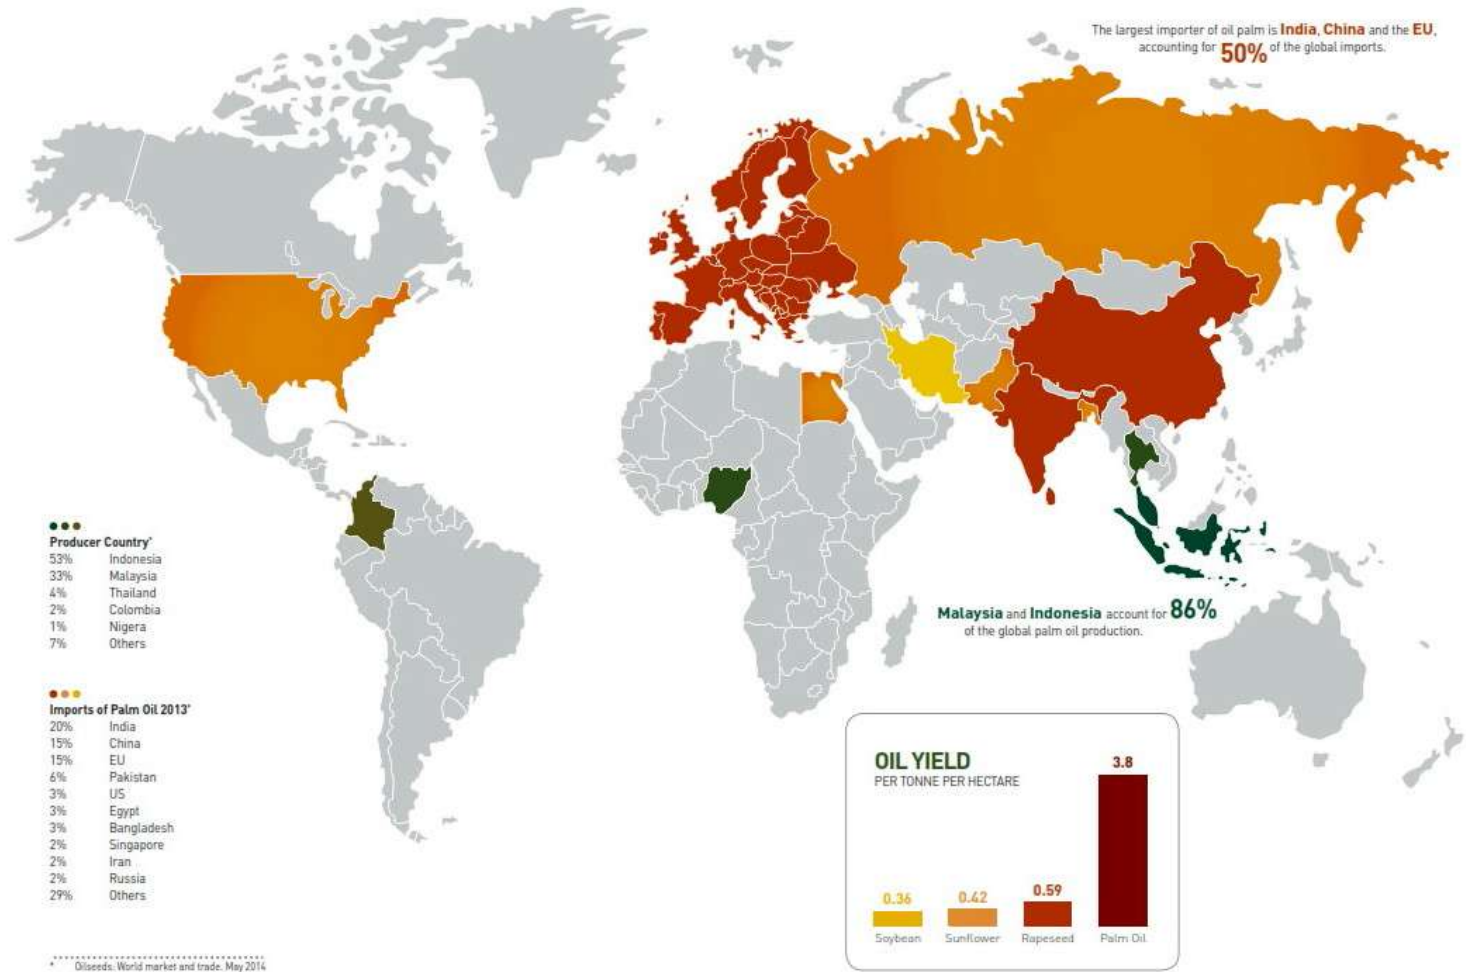 The largest importer of oil palm is India, China and the EU,
accounting for 50% of the global imports.
Producer Country*
53% Indonesia
33% Malaysia
4% Thailand
2% Colombia
1% Nigera
7% Others
Malaysia and Indonesia account for 86%
of the global palm oil production.
Imports of Palm Oil 2013*
20% India
15% China
15% EU
6% Pakistan
3% US
3% Egypt
3% Bangladesh
2% Singapore
2% Iran
2% Russia
29% Others
OIL YIELD
PER TONNE PER HECTARE
3.8
0.59
0.42
0.36
Soybean Sunflower Rapeseed Palm Oil
* Oilseeds: World market and trade. May 2014